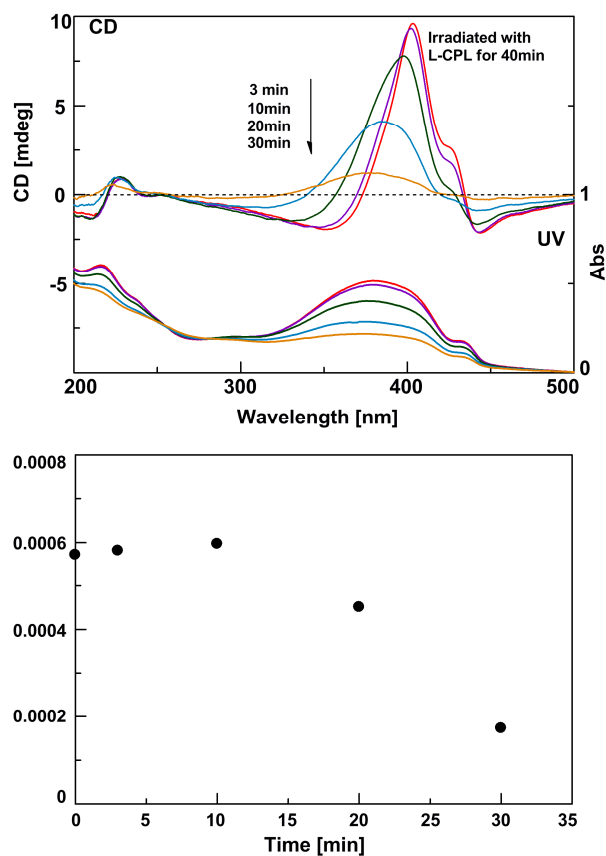 10
CD
Irradiated with
L-CPL for 40min
3 min
10min
20min
30min
5
CD [mdeg]
0
1
UV
Abs
-5
0
200
300
400
500
Wavelength [nm]
0.0008
0.0006
0.0004
0.0002
0
0
5
10
15
20
25
30
35
Time [min]